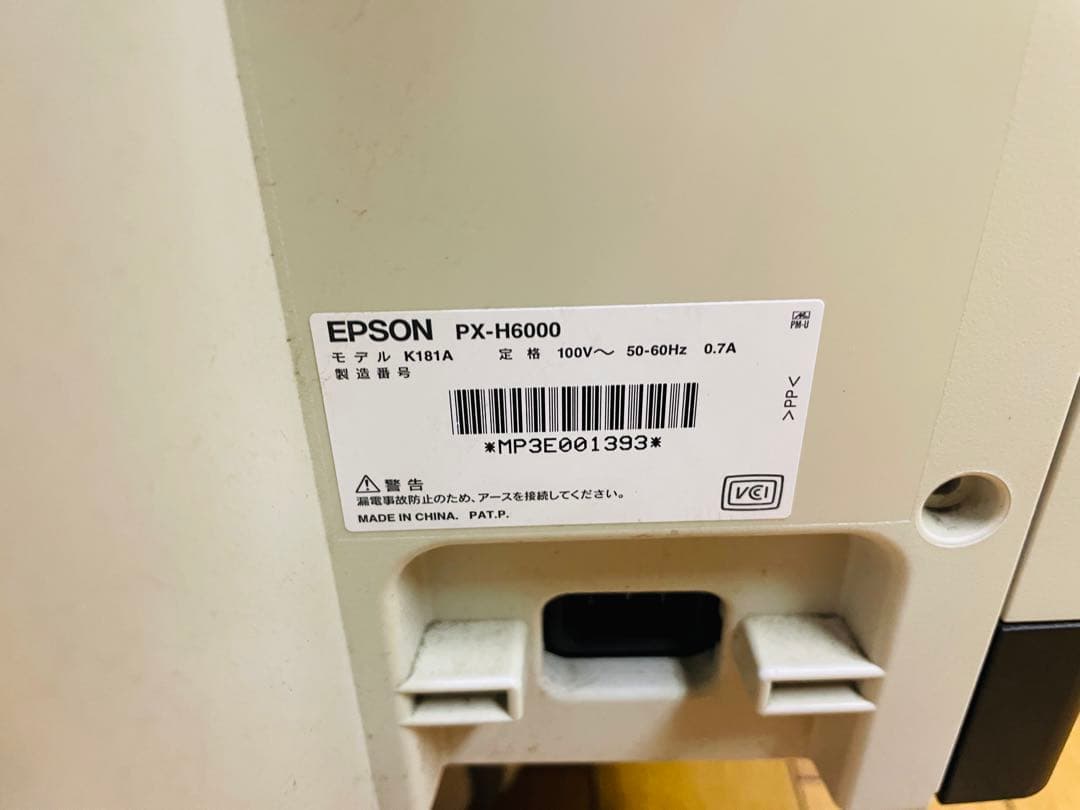 EPSON PX-H6000
モデル K181A 定格 100V～ 50-60Hz 0.7A
製造番号
*MP3E001393*
⚠警告
漏電事故防止のため、アースを接続してください。
MADE IN CHINA. PAT.P.
PM-U
>PP<
VCCI